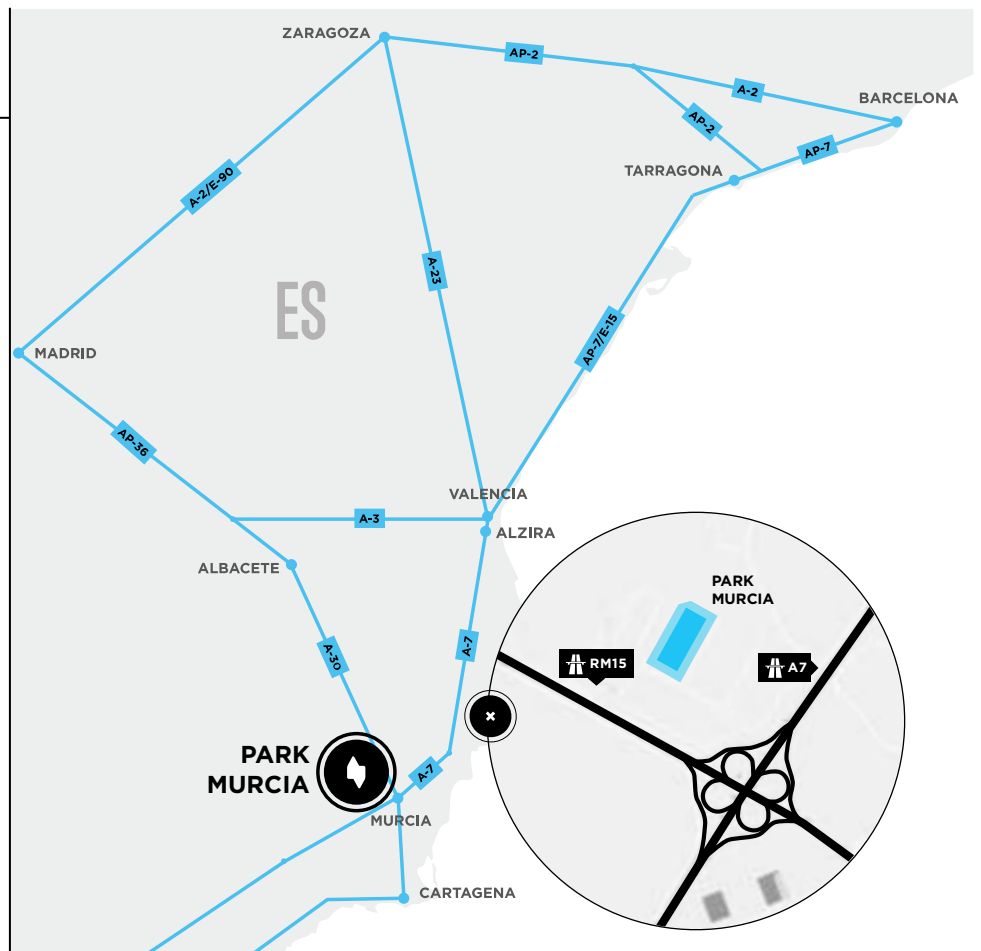 ZARAGOZA
AP-2
A-2
BARCELONA
AP-2
AP-7
TARRAGONA
A-2/E-90
A-23
ES
AP-7/E-15
MADRID
AP-36
VALENCIA
A-3
ALZIRA
ALBACETE
PARK
MURCIA
A-30
A-7
RM15
A7
PARK
MURCIA
A-7
MURCIA
CARTAGENA